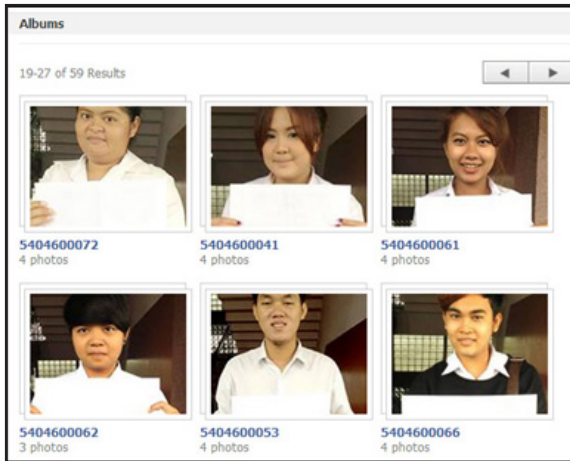 Albums
19-27 of 59 Results
5404600072
4 photos
5404600041
4 photos
5404600061
4 photos
5404600062
3 photos
5404600053
4 photos
5404600066
4 photos